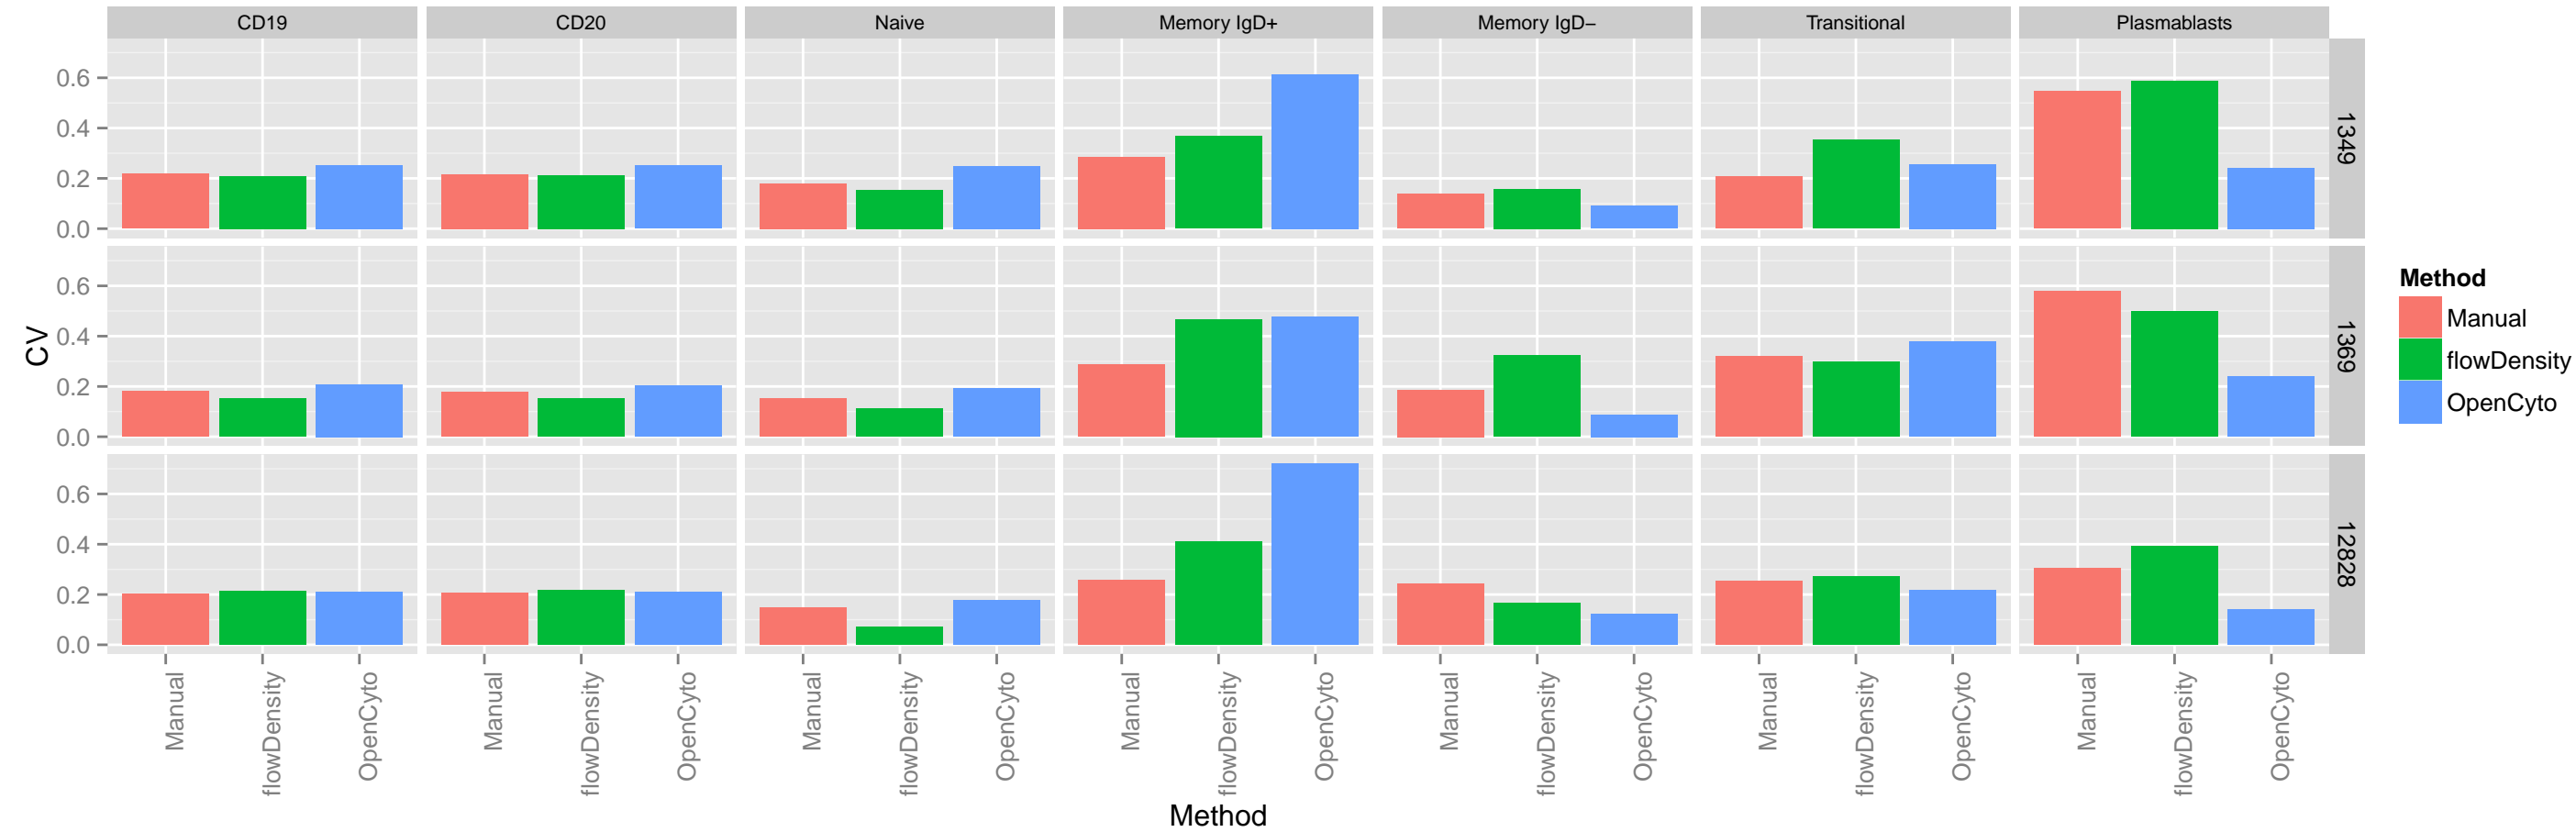 CD19 CD20 Naive Memory IgD+ Memory IgD− Transitional Plasmablasts
0.6
0.4
0.2
0.0
1349
0.6
0.4
0.2
0.0
1369
0.6
0.4
0.2
0.0
12828
CV
Manual flowDensity OpenCyto Manual flowDensity OpenCyto Manual flowDensity OpenCyto Manual flowDensity OpenCyto Manual flowDensity OpenCyto Manual flowDensity OpenCyto Manual flowDensity OpenCyto
Method
Method
Manual
flowDensity
OpenCyto